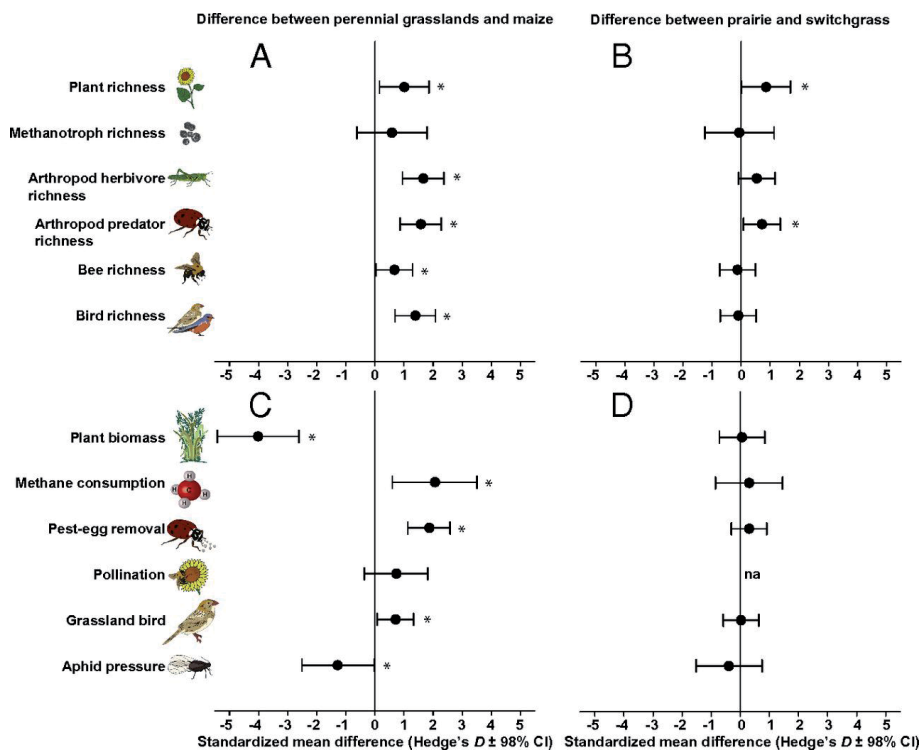 Difference between perennial grasslands and maize
Difference between prairie and switchgrass
A
B
Plant richness
*
*
Methanotroph richness
Arthropod herbivore
richness
*
Arthropod predator
richness
*
*
Bee richness
*
Bird richness
*
-5 -4 -3 -2 -1 0 1 2 3 4 5
-5 -4 -3 -2 -1 0 1 2 3 4 5
C
D
Plant biomass
*
Methane consumption
H
H
C
H
H
*
Pest-egg removal
*
Pollination
na
Grassland bird
*
Aphid pressure
*
-5 -4 -3 -2 -1 0 1 2 3 4 5
-5 -4 -3 -2 -1 0 1 2 3 4 5
Standardized mean difference (Hedge's D ± 98% CI)
Standardized mean difference (Hedge's D ± 98% CI)